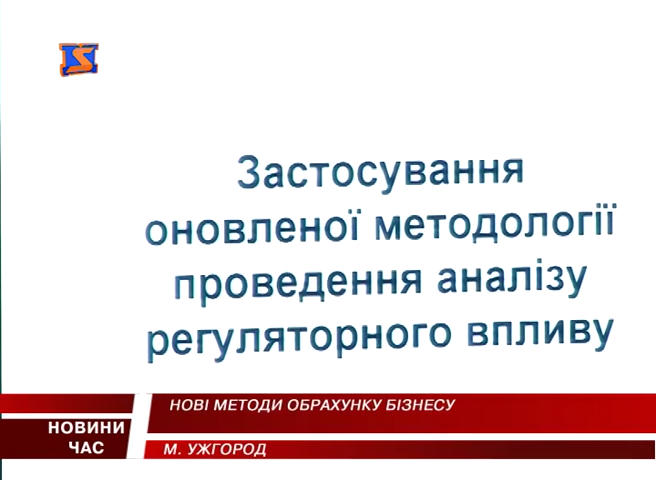 Застосування
оновленої методології
проведення аналізу
регуляторного впливу
НОВІ МЕТОДИ ОБРАХУНКУ БІЗНЕСУ
НОВИНИ
ЧАС
М. УЖГОРОД